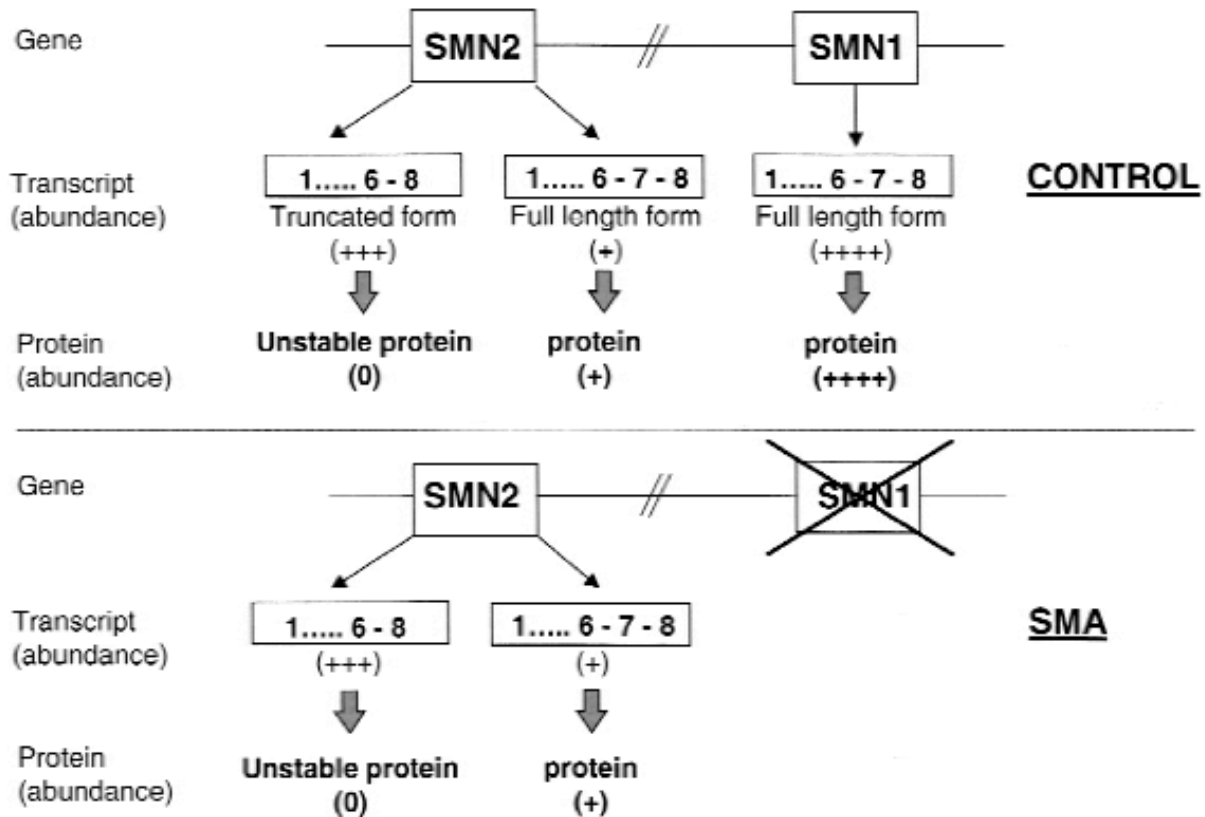 Gene
SMN2 // SMN1
Transcript
(abundance)
1..... 6 - 8 1..... 6 - 7 - 8 1..... 6 - 7 - 8
Truncated form Full length form Full length form
(+++) (+) (++++)
CONTROL
Protein
(abundance)
Unstable protein protein protein
(0) (+) (++++)
Gene
SMN2 // SMN1
Transcript
(abundance)
1..... 6 - 8 1..... 6 - 7 - 8
(+++) (+)
SMA
Protein
(abundance)
Unstable protein protein
(0) (+)